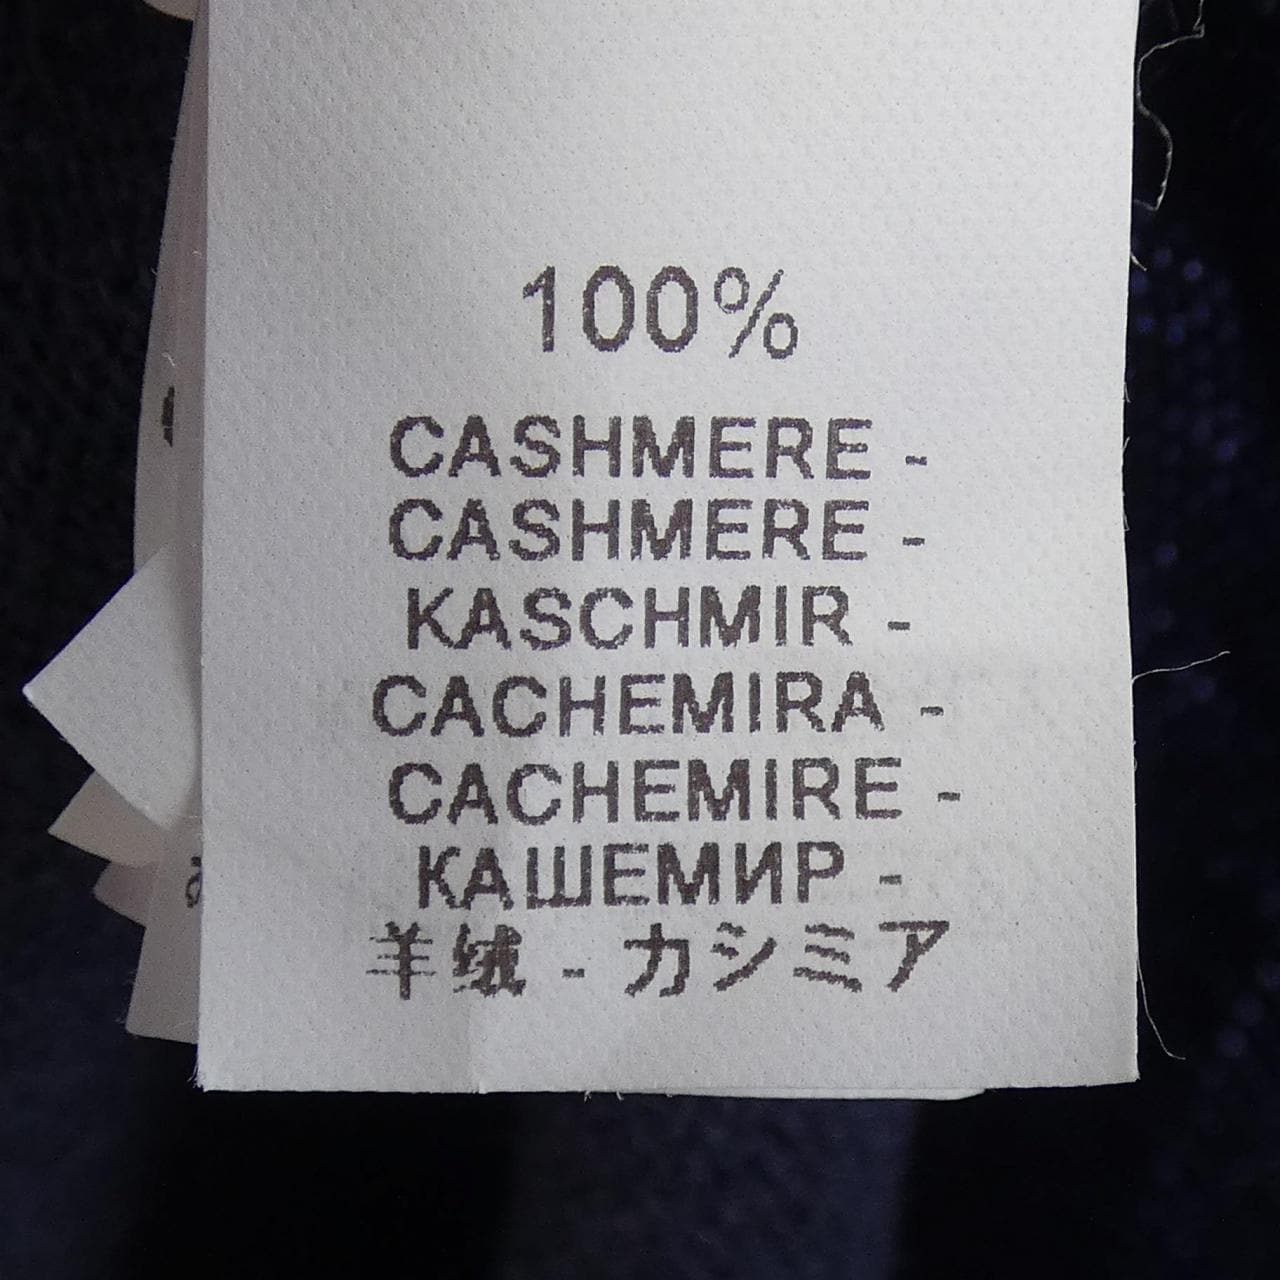 100%
CASHMERE -
CASHMERE -
KASCHMIR -
CACHEMIRA -
CACHEMIRE -
КАШЕМИР -
羊绒 - カシミア